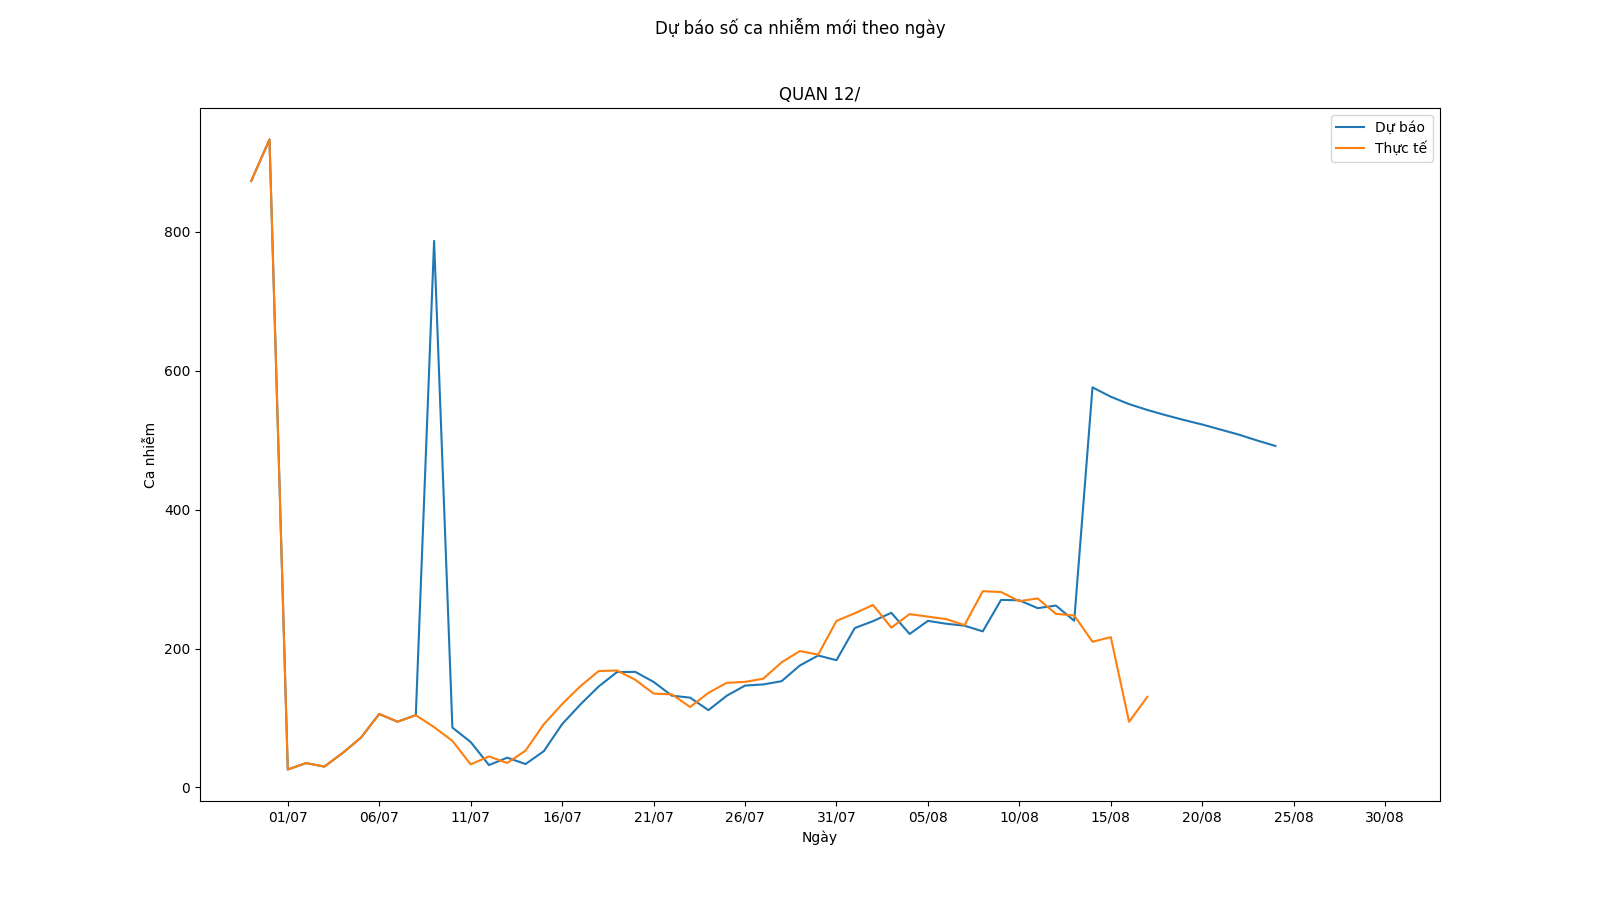 Dự báo số ca nhiễm mới theo ngày
QUAN 12/
Dự báo
Thực tế
800
600
400
200
0
Ca nhiễm
01/07 06/07 11/07 16/07 21/07 26/07 31/07 05/08 10/08 15/08 20/08 25/08 30/08
Ngày